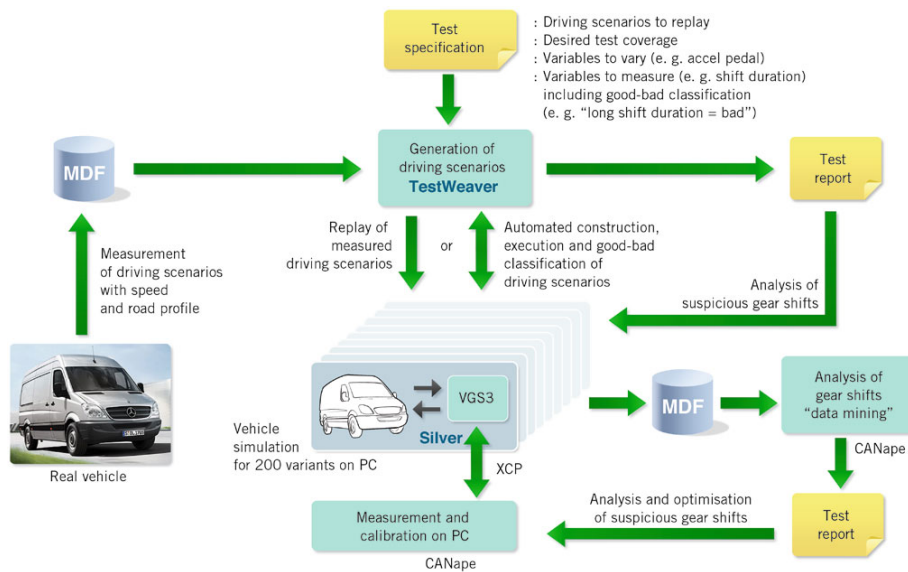 Test
specification
: Driving scenarios to replay
: Desired test coverage
: Variables to vary (e. g. accel pedal)
: Variables to measure (e. g. shift duration)
including good-bad classification
(e. g. “long shift duration = bad”)
MDF
Generation of
driving scenarios
TestWeaver
Test
report
Measurement
of driving scenarios
with speed
and road profile
Replay of
measured
driving scenarios
or
Automated construction,
execution and good-bad
classification of
driving scenarios
Analysis of
suspicious gear shifts
Real vehicle
Vehicle
simulation
for 200 variants on PC
VGS3
Silver
MDF
Analysis of
gear shifts
“data mining”
CANape
XCP
Measurement and
calibration on PC
CANape
Analysis and optimisation
of suspicious gear shifts
Test
report